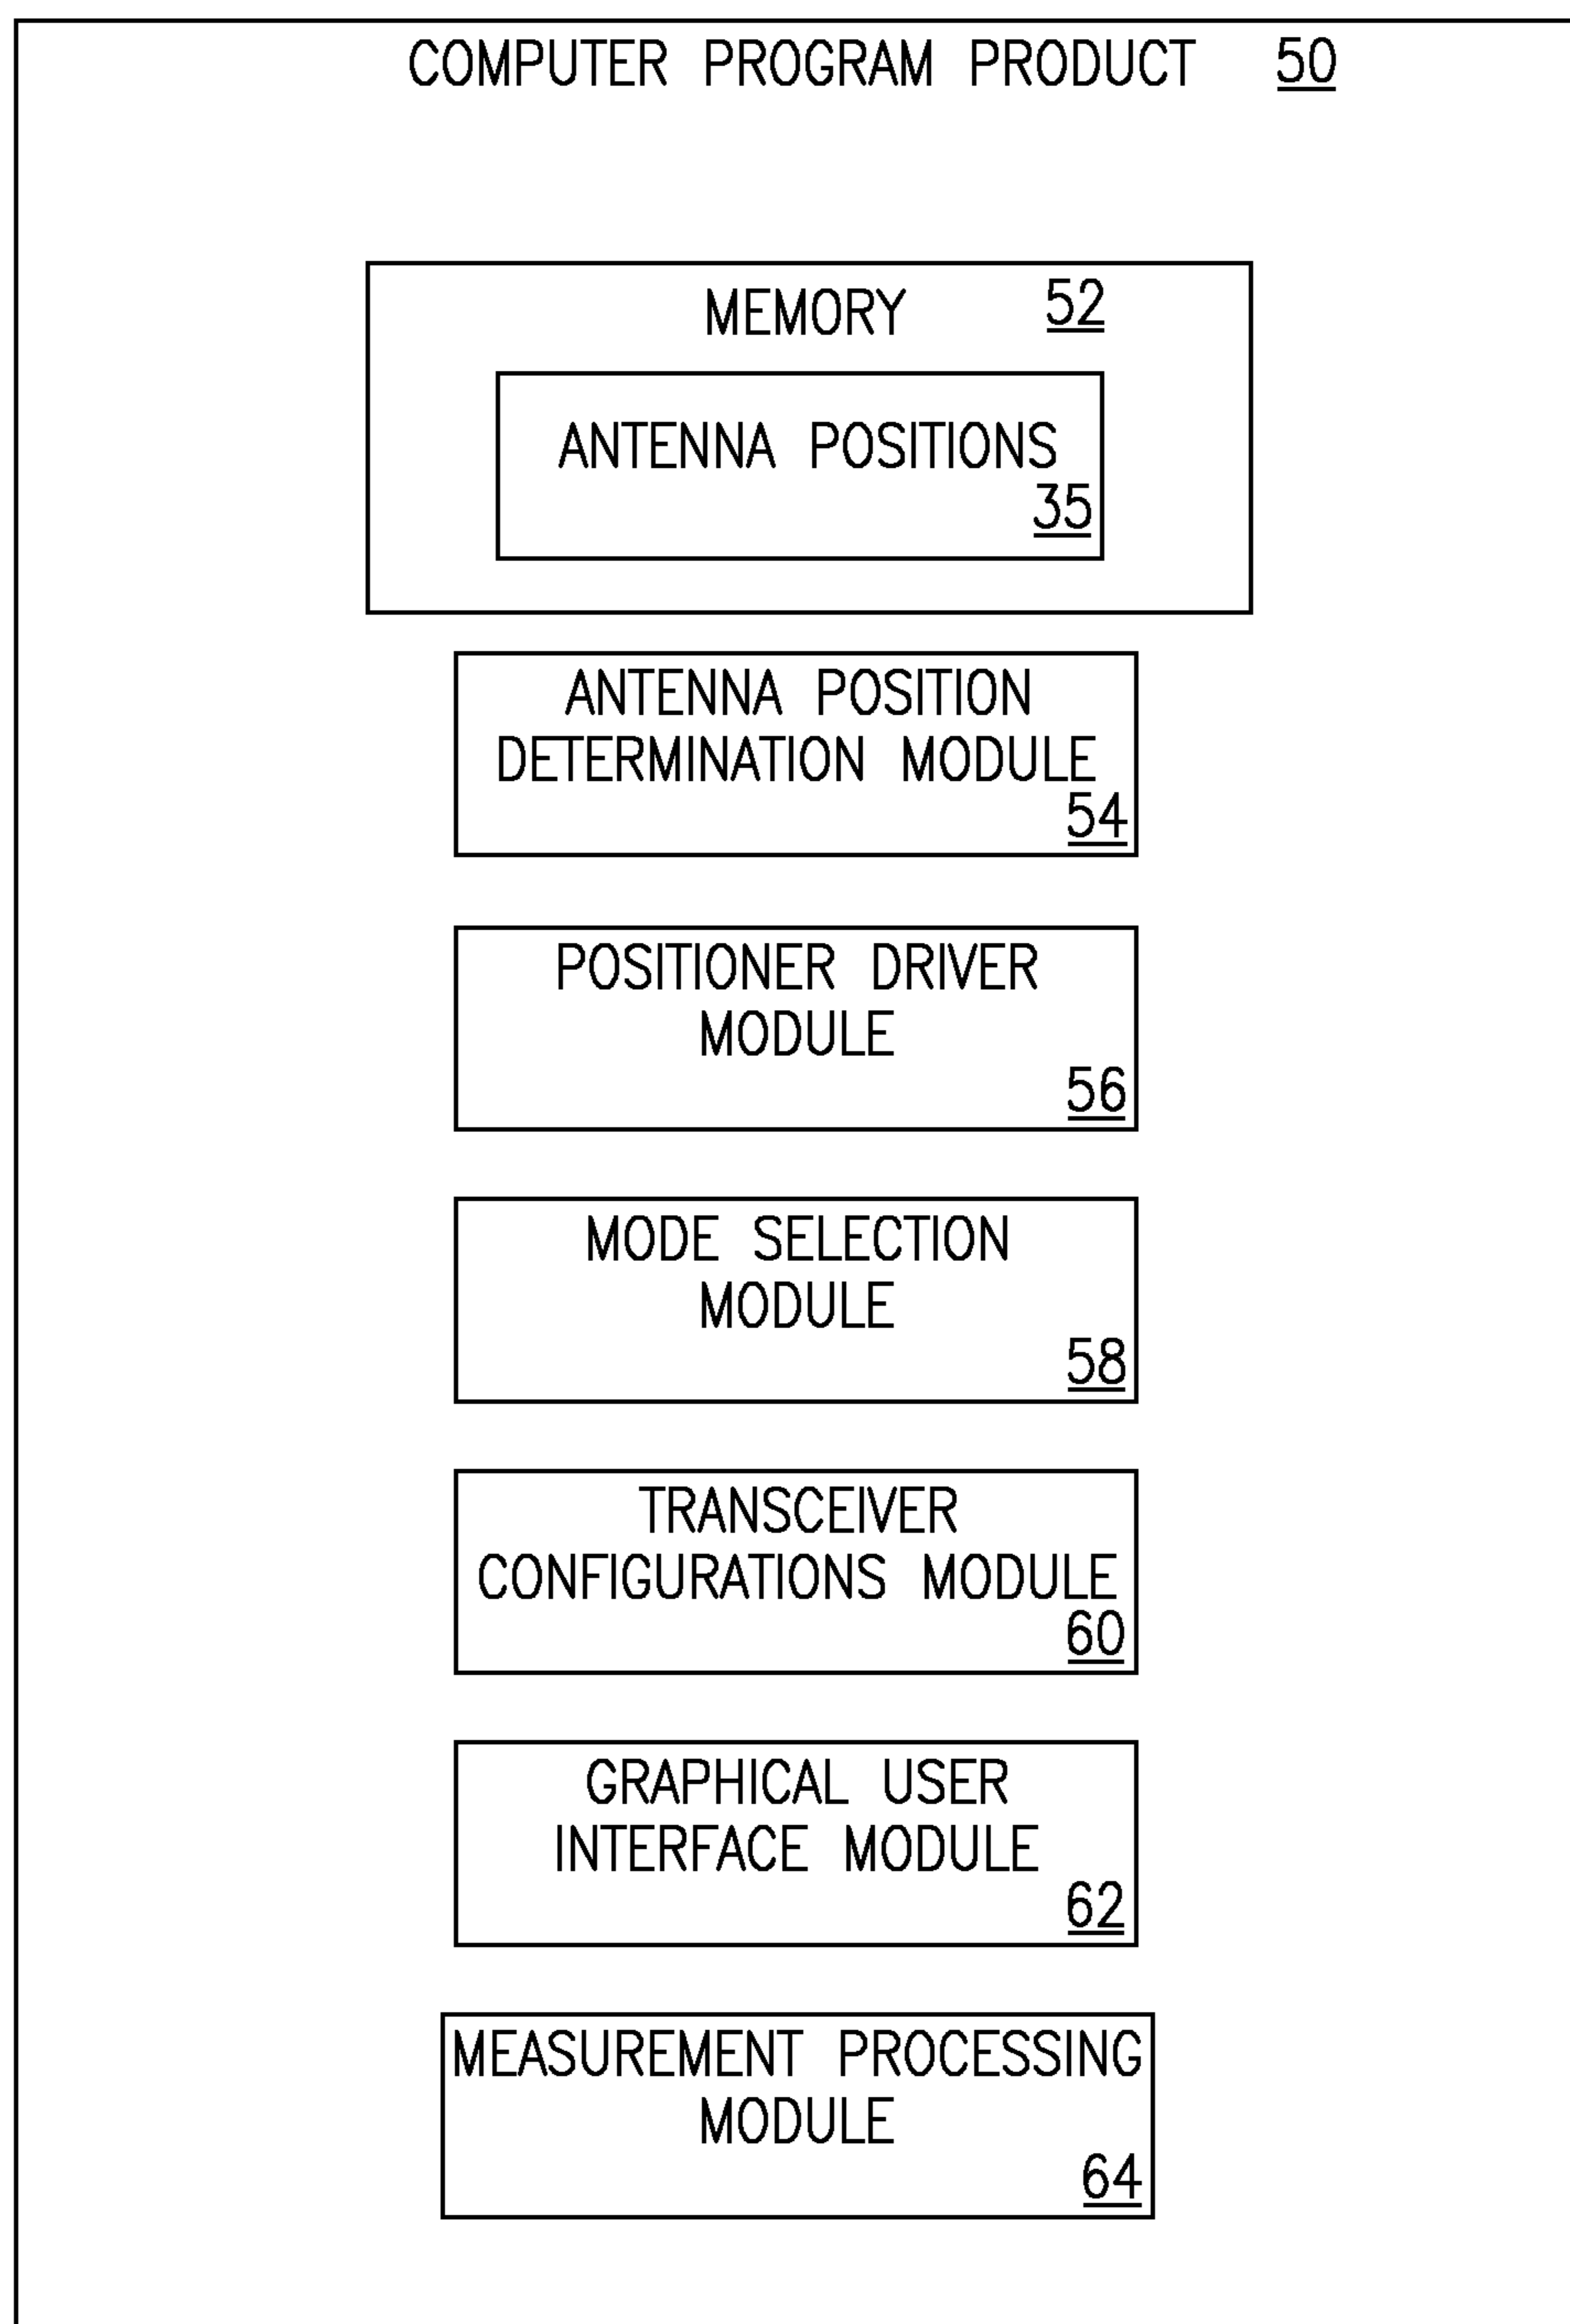 COMPUTER PROGRAM PRODUCT 50
MEMORY 52
ANTENNA POSITIONS
35
ANTENNA POSITION
DETERMINATION MODULE
54
POSITIONER DRIVER
MODULE
56
MODE SELECTION
MODULE
58
TRANSCEIVER
CONFIGURATIONS MODULE
60
GRAPHICAL USER
INTERFACE MODULE
62
MEASUREMENT PROCESSING
MODULE
64